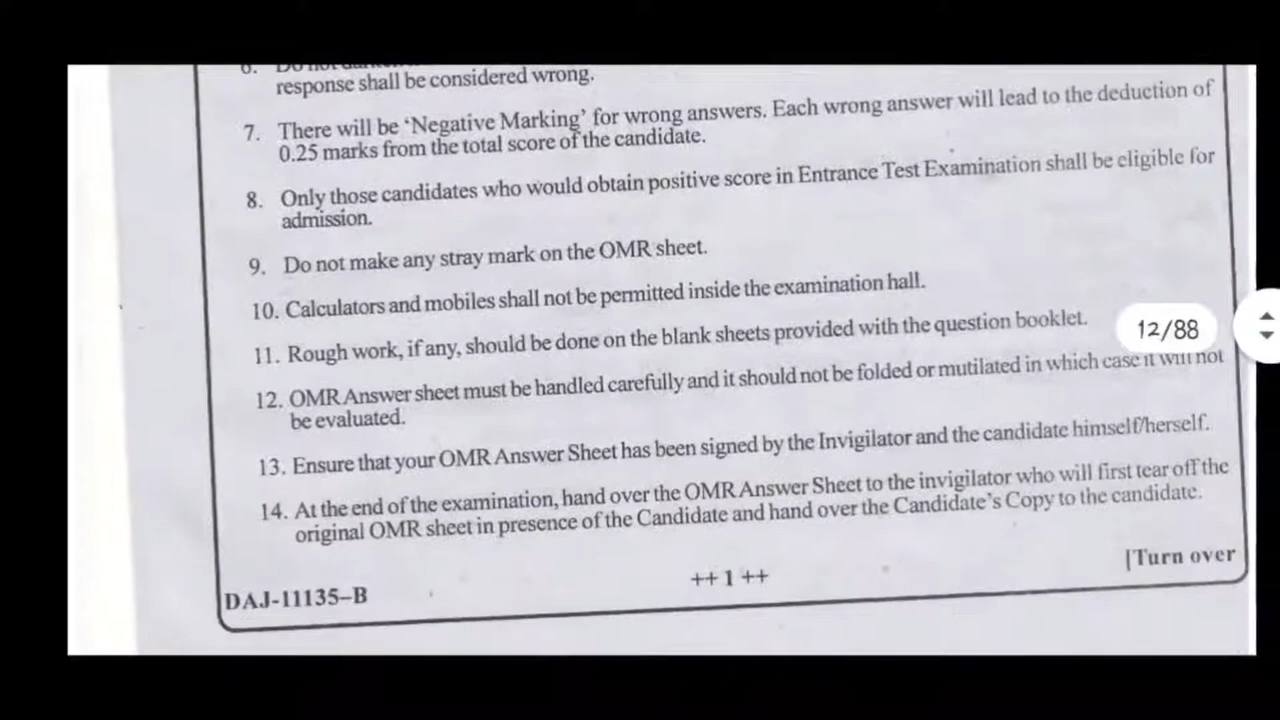 response shall be considered wrong.
7. There will be ‘Negative Marking’ for wrong answers. Each wrong answer will lead to the deduction of
0.25 marks from the total score of the candidate.
8. Only those candidates who would obtain positive score in Entrance Test Examination shall be eligible for
admission.
9. Do not make any stray mark on the OMR sheet.
10. Calculators and mobiles shall not be permitted inside the examination hall.
11. Rough work, if any, should be done on the blank sheets provided with the question booklet.
12/88
12. OMR Answer sheet must be handled carefully and it should not be folded or mutilated in which case it will not
be evaluated.
13. Ensure that your OMR Answer Sheet has been signed by the Invigilator and the candidate himself/herself.
14. At the end of the examination, hand over the OMR Answer Sheet to the invigilator who will first tear off the
original OMR sheet in presence of the Candidate and hand over the Candidate’s Copy to the candidate.
[Turn over
++ 1 ++
DAJ-11135–B